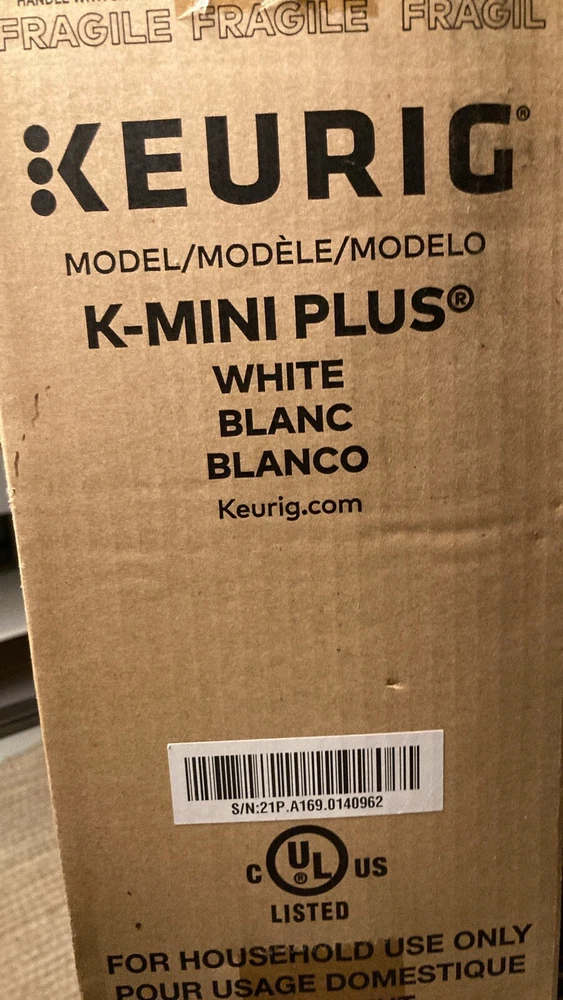 FRAGILE FRAGILE FRAGIL
KEURIG®
MODEL/MODÈLE/MODELO
K-MINI PLUS®
WHITE
BLANC
BLANCO
Keurig.com
S/N:21P.A169.0140962
C UL® US
LISTED
FOR HOUSEHOLD USE ONLY
POUR USAGE DOMESTIQUE